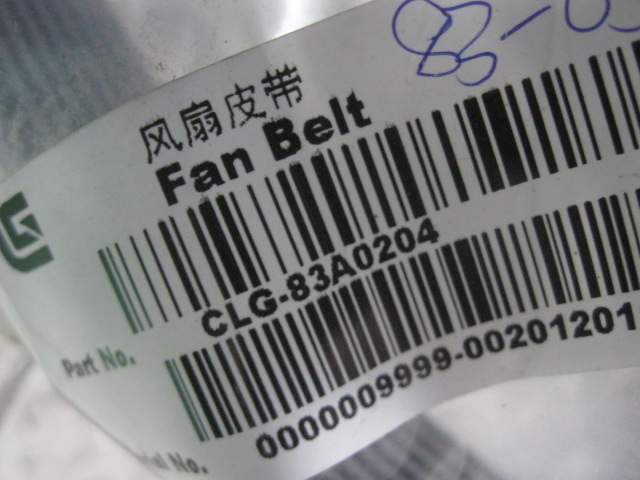 风扇皮带
Fan Belt
CLG-83A0204
Part No.
0000009999-00201201
No.